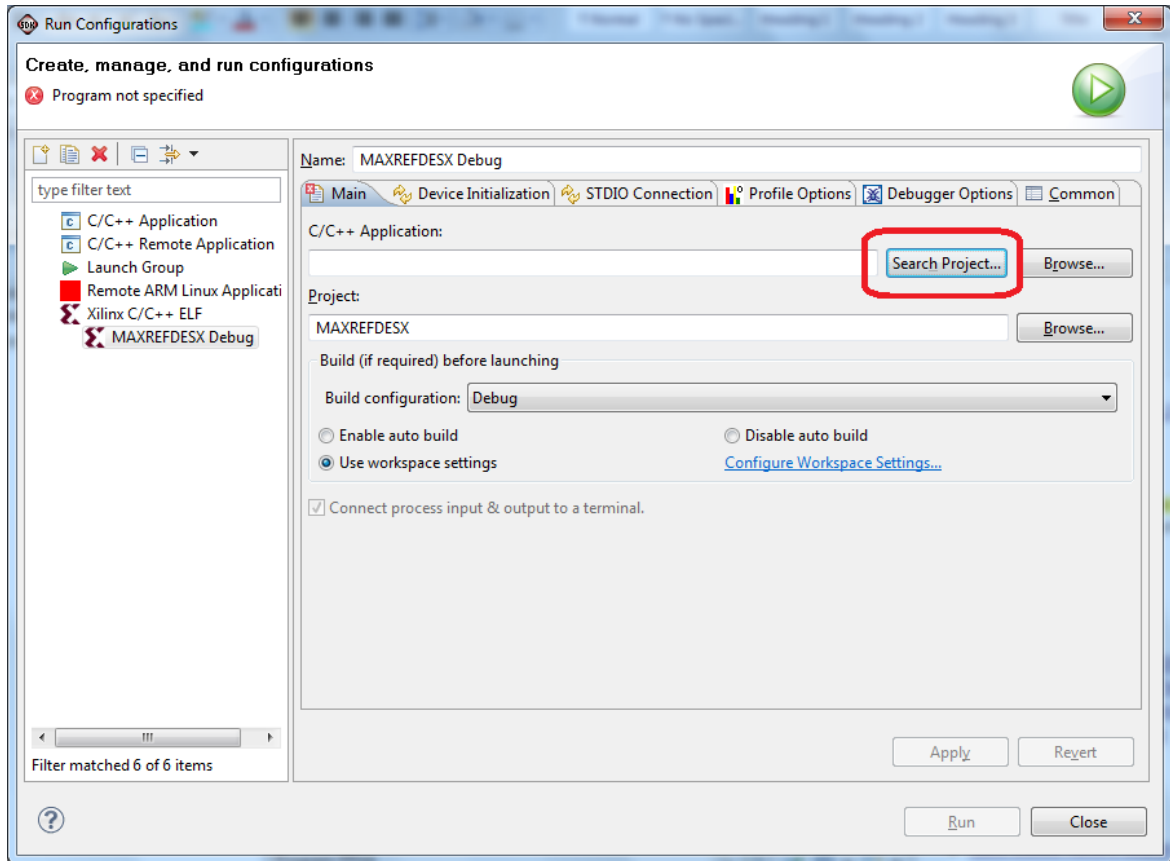 SDK Run Configurations
Create, manage, and run configurations
Program not specified
type filter text
C/C++ Application
C/C++ Remote Application
Launch Group
Remote ARM Linux Applicati
Xilinx C/C++ ELF
MAXREFDESX Debug
Filter matched 6 of 6 items
Name: MAXREFDESX Debug
Main Device Initialization STDIO Connection Profile Options Debugger Options Common
C/C++ Application:
Search Project... Browse...
Project:
MAXREFDESX Browse...
Build (if required) before launching
Build configuration: Debug
Enable auto build Disable auto build
Use workspace settings Configure Workspace Settings...
Connect process input & output to a terminal.
Apply Revert
Run Close